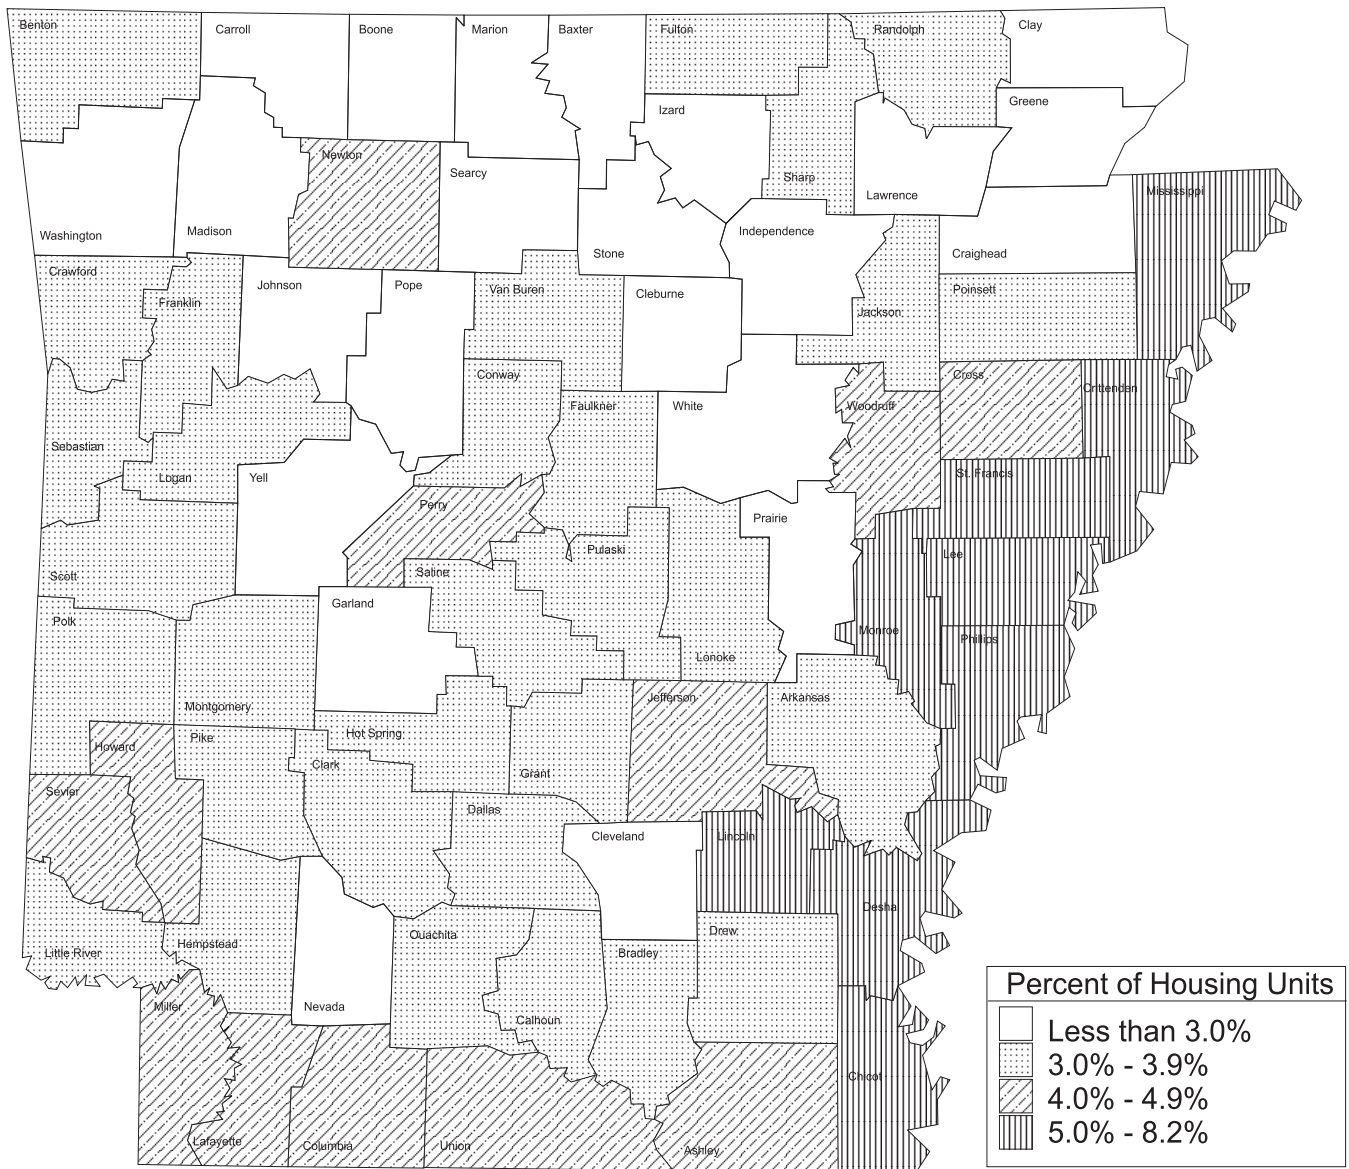 Benton
Carroll
Boone
Marion
Baxter
Fulton
Randolph
Clay
Izard
Greene
Newton
Searcy
Sharp
Lawrence
Mississippi
Washington
Madison
Stone
Independence
Craighead
Crawford
Franklin
Johnson
Pope
Van Buren
Cleburne
Jackson
Poinsett
Conway
Cross
Crittenden
Faulkner
White
Woodruff
Sebastian
Logan
Yell
St. Francis
Perry
Prairie
Pulaski
Lee
Scott
Saline
Garland
Polk
Monroe
Phillips
Lonoke
Montgomery
Jefferson
Arkansas
Howard
Pike
Hot Spring
Clark
Grant
Sevier
Dallas
Cleveland
Lincoln
Desha
Little River
Hempstead
Ouachita
Drew
Bradley
Miller
Nevada
Calhoun
Chicot
Lafayette
Columbia
Union
Ashley
Percent of Housing Units
Less than 3.0%
3.0% - 3.9%
4.0% - 4.9%
5.0% - 8.2%